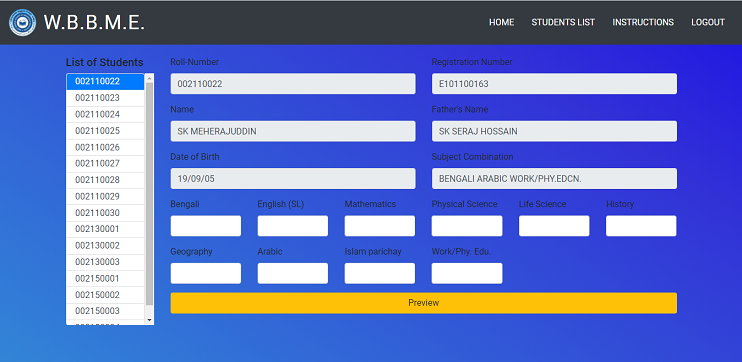 W.B.B.M.E.
HOME STUDENTS LIST INSTRUCTIONS LOGOUT
List of Students
002110022
002110023
002110024
002110025
002110026
002110027
002110028
002110029
002110030
002130001
002130002
002130003
002150001
002150002
002150003
Roll-Number Registration Number
002110022 E101100163
Name Father's Name
SK MEHERAJUDDIN SK SERAJ HOSSAIN
Date of Birth Subject Combination
19/09/05 BENGALI ARABIC WORK/PHY.EDCN.
Bengali English (SL) Mathematics Physical Science Life Science History
Geography Arabic Islam parichay Work/Phy. Edu.
Preview